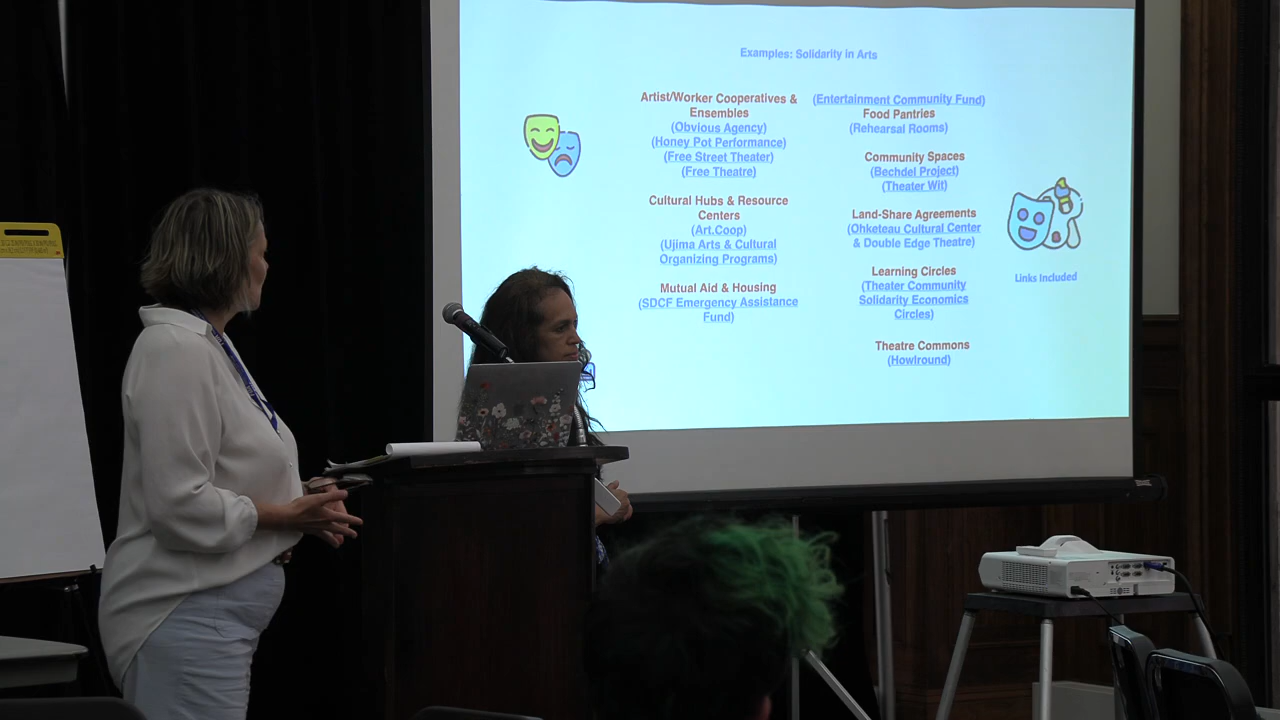 Examples: Solidarity in Arts
Artist/Worker Cooperatives &
Ensembles
(Obvious Agency)
(Honey Pot Performance)
(Free Street Theater)
(Free Theatre)
Cultural Hubs & Resource
Centers
(Art.Coop)
(Ujima Arts & Cultural
Organizing Programs)
Mutual Aid & Housing
(SDCF Emergency Assistance
Fund)
(Entertainment Community Fund)
Food Pantries
(Rehearsal Rooms)
Community Spaces
(Bechdel Project)
(Theater Wit)
Land-Share Agreements
(Ohketeau Cultural Center
& Double Edge Theatre)
Learning Circles
(Theater Community
Solidarity Economics
Circles)
Theatre Commons
(Howlround)
Links Included